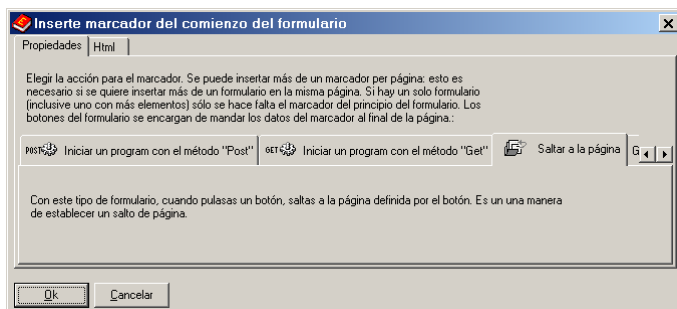 Inserte marcador del comienzo del formulario
Propiedades Html
Elegir la acción para el marcador. Se puede insertar más de un marcador per página: esto es
necesario si se quiere insertar más de un formulario en la misma página. Si hay un solo formulario
(inclusive uno con más elementos) sólo se hace falta el marcador del principio del formulario. Los
botones del formulario se encargan de mandar los datos del marcador al final de la página.:
POST Iniciar un program con el método "Post" GET Iniciar un program con el método "Get" Saltar a la página G
Con este tipo de formulario, cuando pulasas un botón, saltas a la página definida por el botón. Es un una manera
de establecer un salto de página.
Ok Cancelar